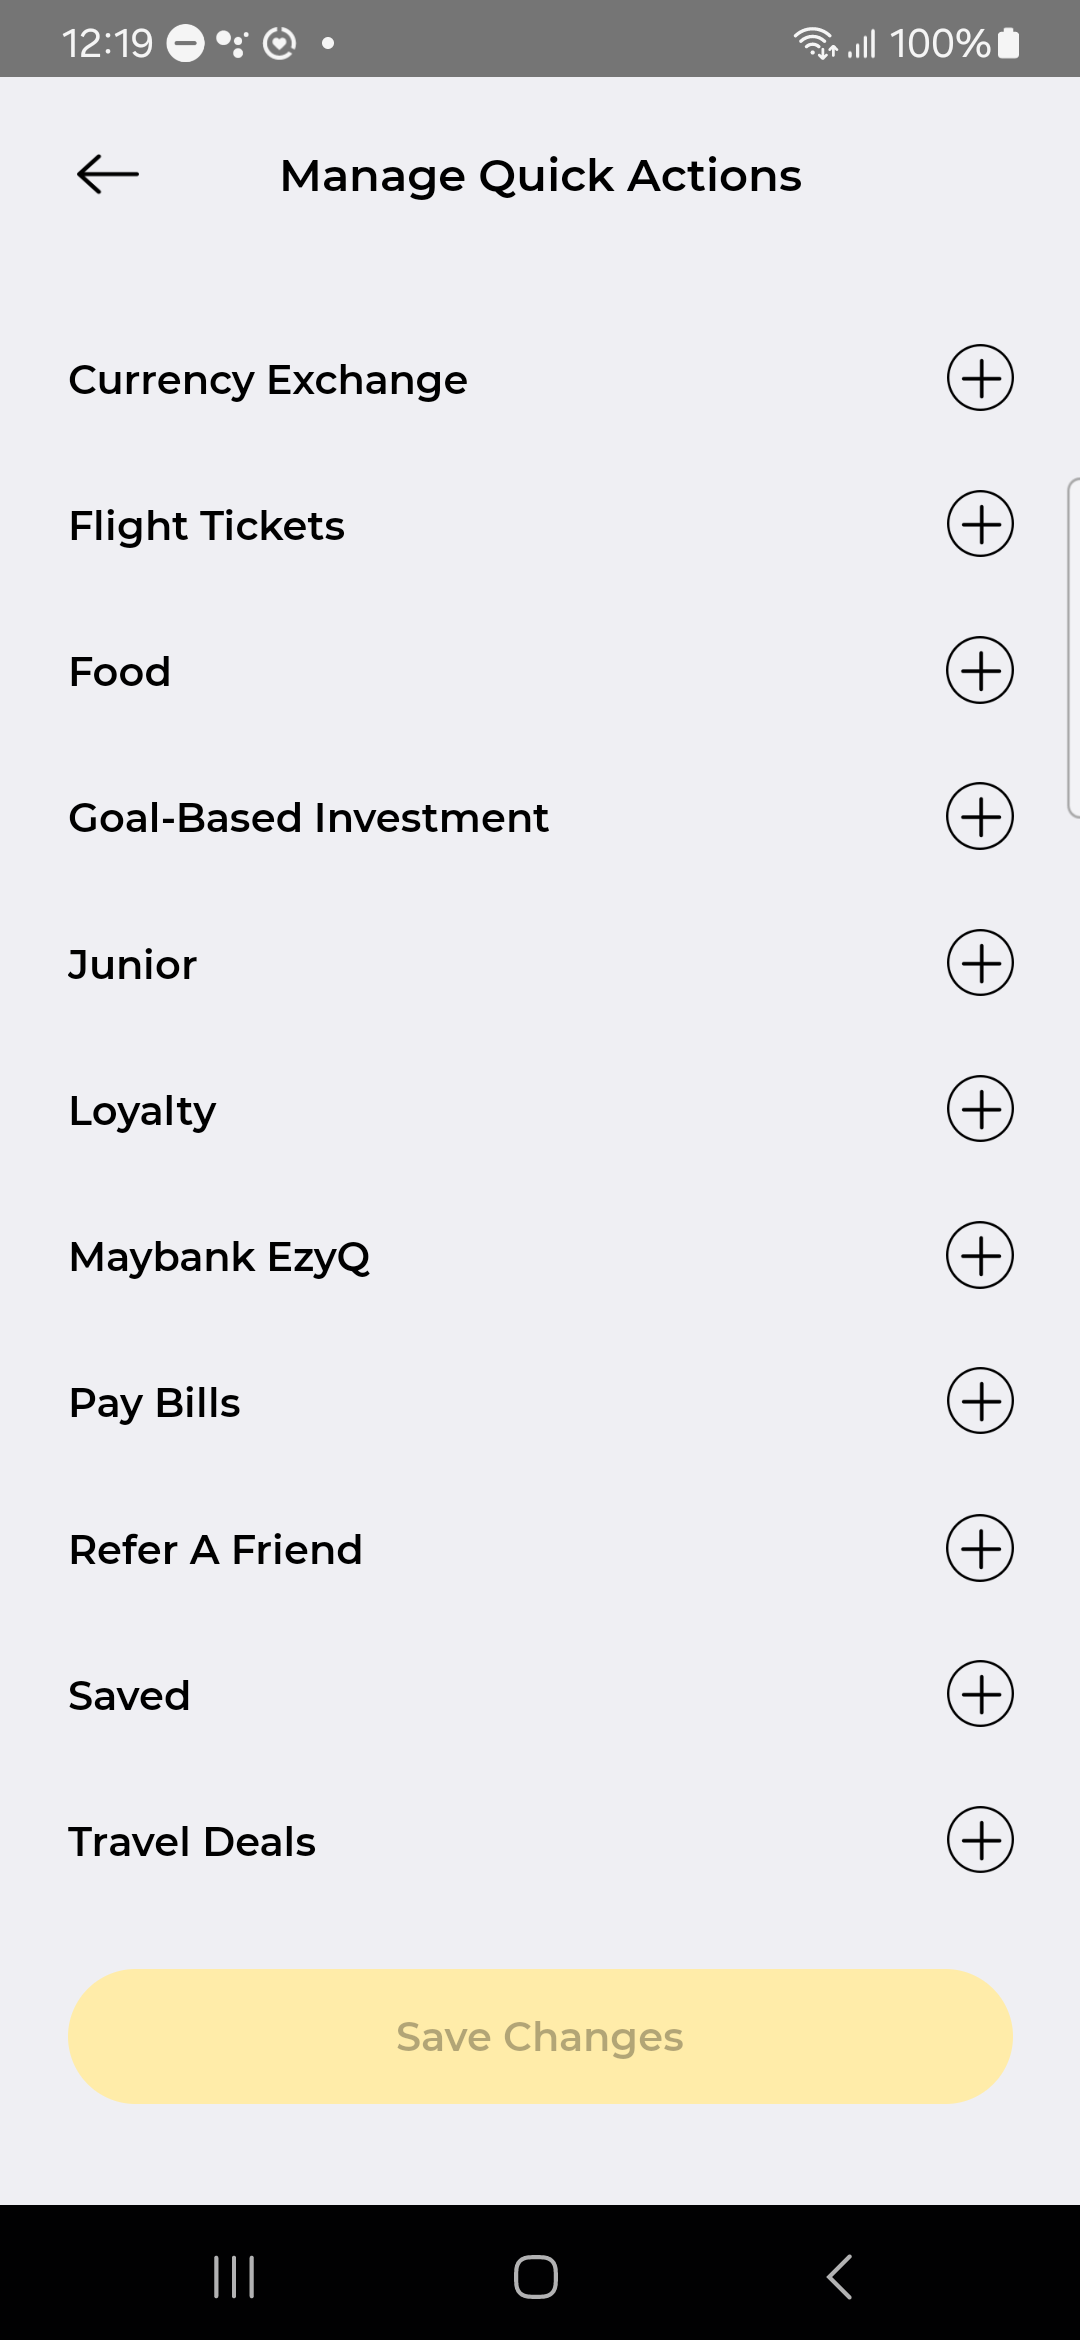 12:19
100%
Manage Quick Actions
Currency Exchange
Flight Tickets
Food
Goal-Based Investment
Junior
Loyalty
Maybank EzyQ
Pay Bills
Refer A Friend
Saved
Travel Deals
Save Changes